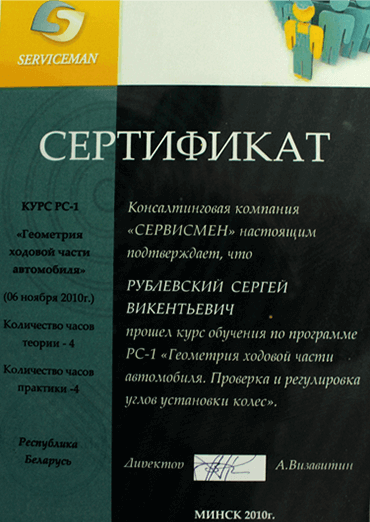 SERVICEMAN
СЕРТИФИКАТ
КУРС РС-1
«Геометрия
ходовой части
автомобиля»
(06 ноября 2010г.)
Количество часов
теории - 4
Количество часов
практики -4
Республика
Беларусь
Консалтинговая компания
«СЕРВИСМЕН» настоящим
подтверждает, что
РУБЛЕВСКИЙ СЕРГЕЙ
ВИКЕНТЬЕВИЧ
прошел курс обучения по программе
РС-1 «Геометрия ходовой части
автомобиля. Проверка и регулировка
углов установки колес».
Директор А.Визавитин
МИНСК 2010г.